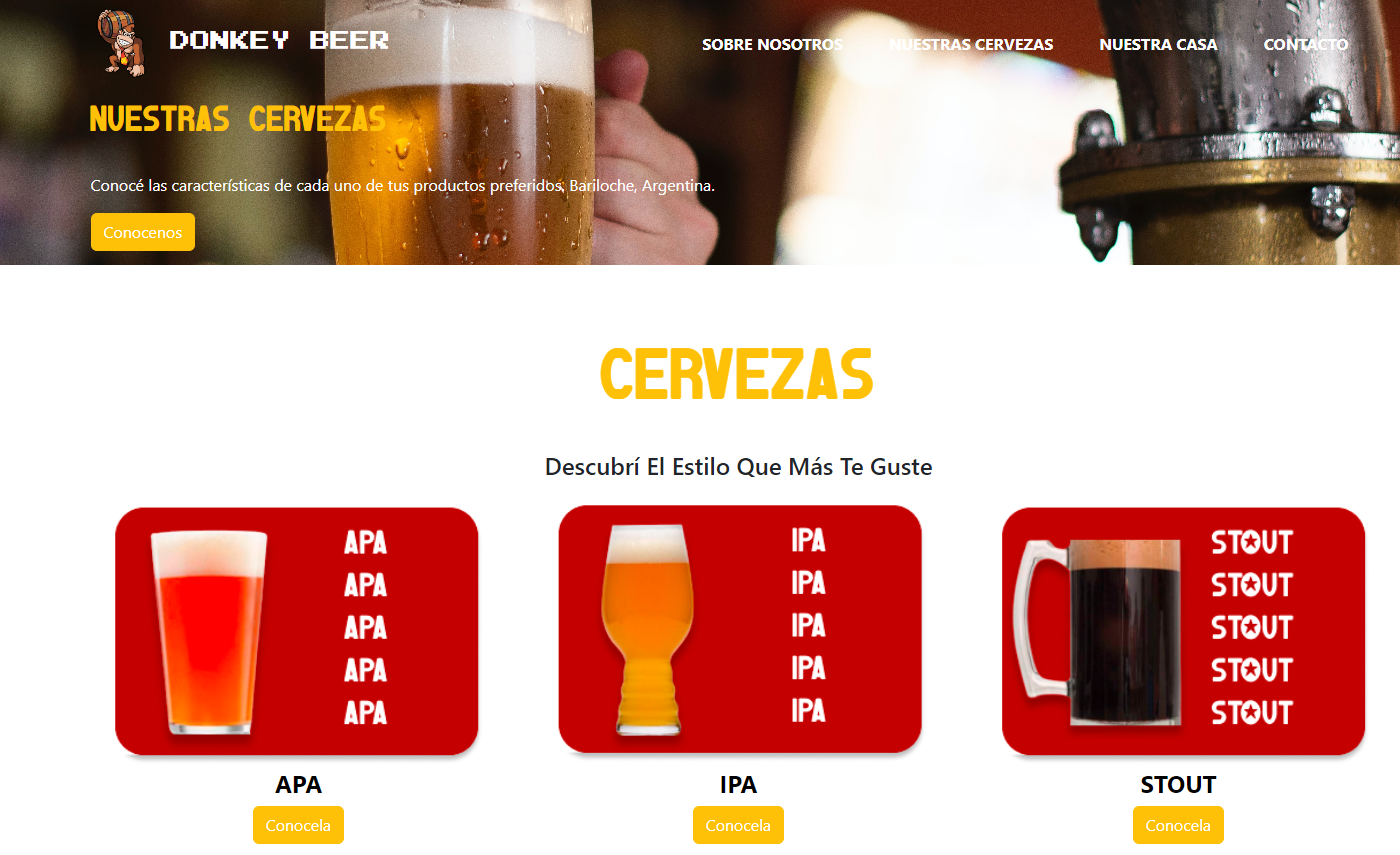 DONKEY BEER
SOBRE NOSOTROS NUESTRAS CERVEZAS NUESTRA CASA CONTACTO
NUESTRAS CERVEZAS
Conocé las características de cada uno de tus productos preferidos, Bariloche, Argentina.
Conocenos
CERVEZAS
Descubrí El Estilo Que Más Te Guste
APA
APA
APA
APA
APA
IPA
IPA
IPA
IPA
IPA
STOUT
STOUT
STOUT
STOUT
STOUT
APA IPA STOUT
Conocela Conocela Conocela